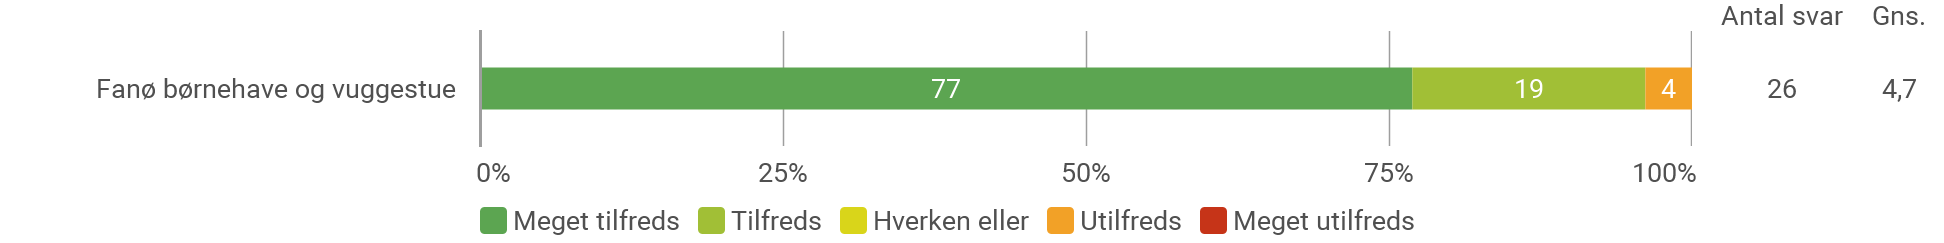 Antal svar Gns.
Fanø børnehave og vuggestue 77 19 4 26 4,7
0% 25% 50% 75% 100%
Meget tilfreds Tilfreds Hverken eller Utilfreds Meget utilfreds